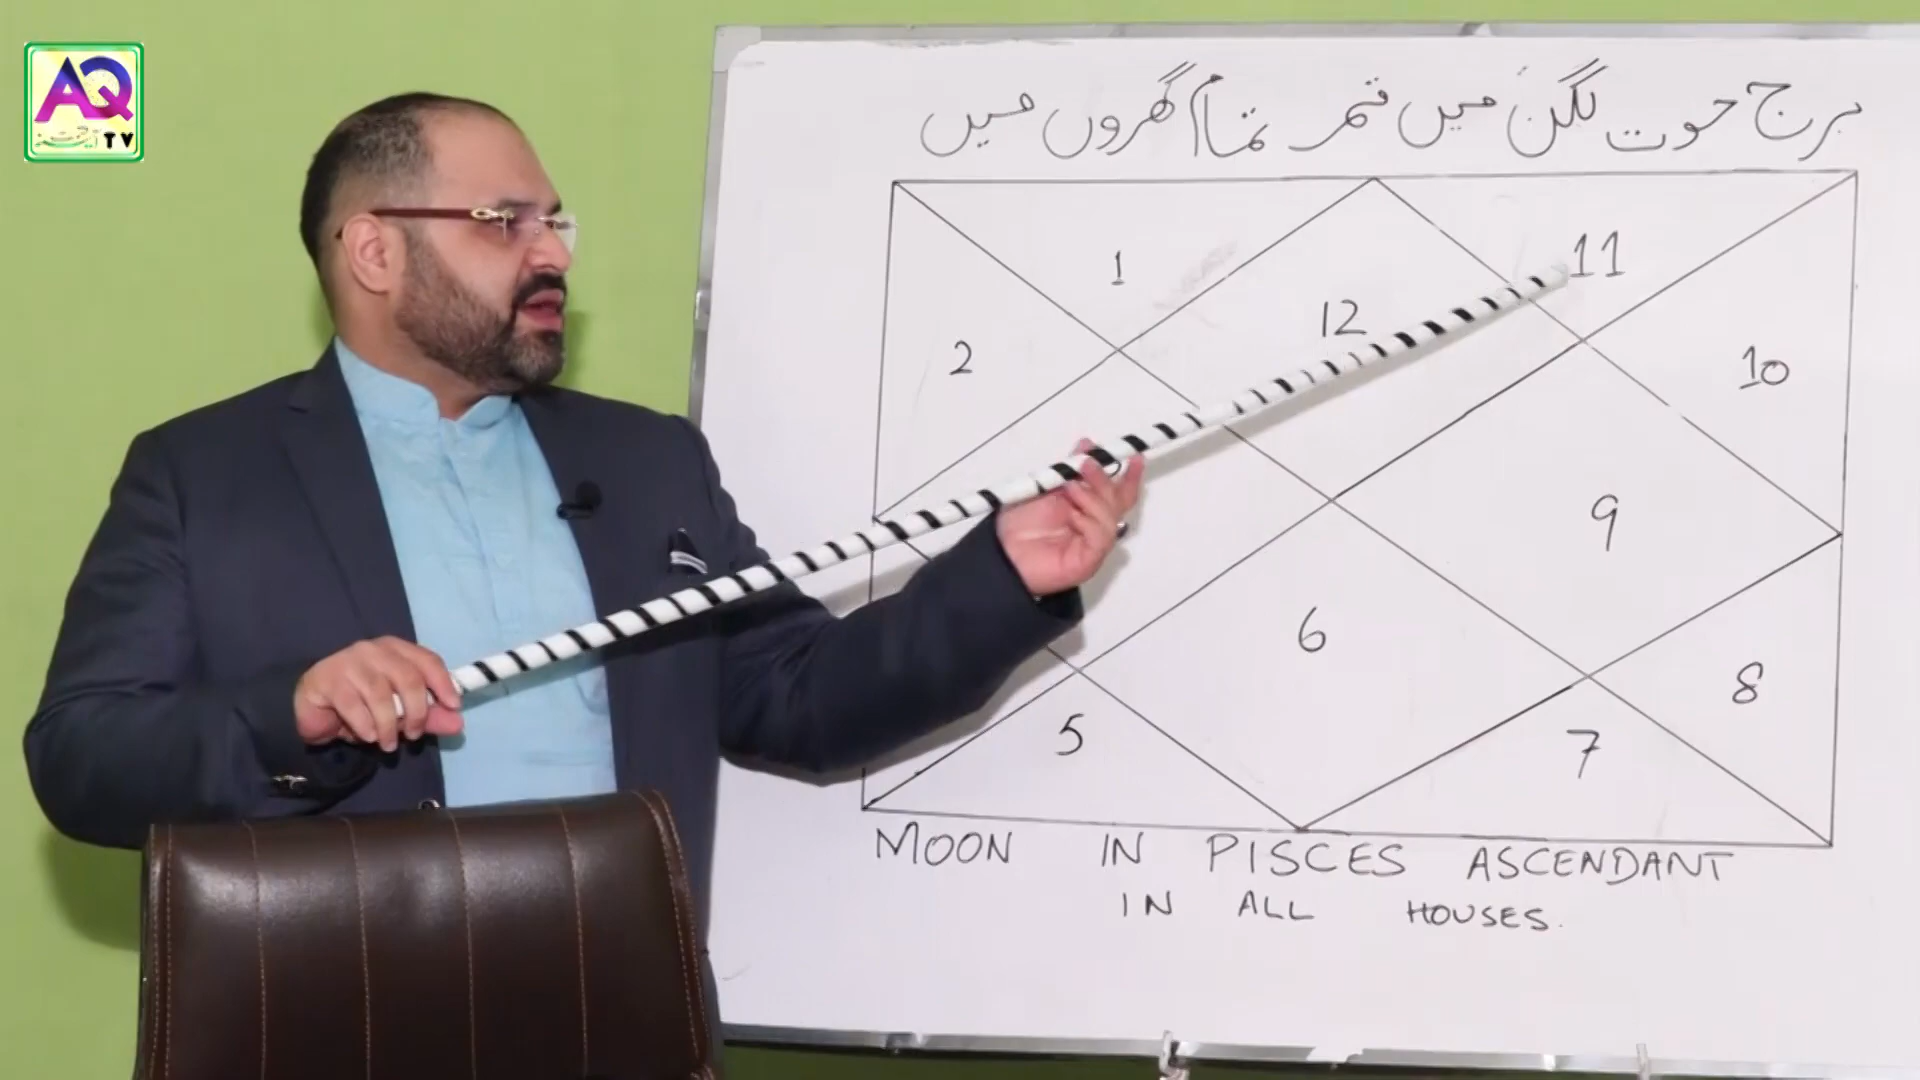 AQ
TV
برج حوت لگن میں قمر تمام گھروں میں
1
11
12
2
10
9
6
8
5
7
MOON IN PISCES ASCENDANT
IN ALL HOUSES.